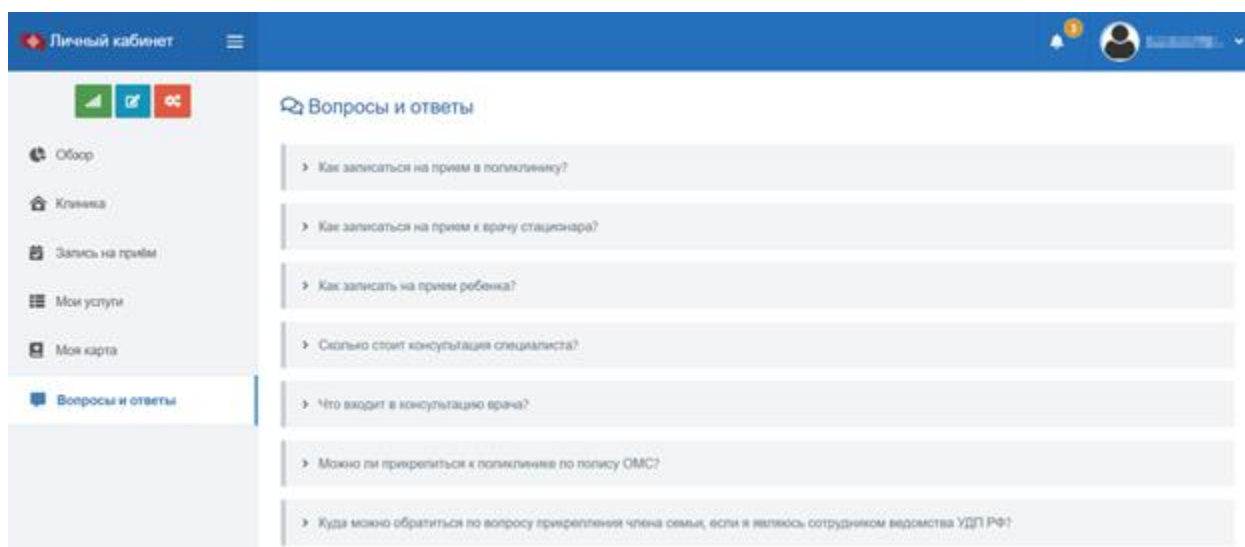 Личный кабинет
Вопросы и ответы
Обзор
Клиника
Запись на приём
Мои услуги
Моя карта
Вопросы и ответы
Как записаться на прием в поликлинику?
Как записаться на прием к врачу стационара?
Как записать на прием ребенка?
Сколько стоит консультация специалиста?
Что входит в консультацию врача?
Можно ли прикрепиться к поликлинике по полису ОМС?
Куда можно обратиться по вопросу прикрепления члена семьи, если я являюсь сотрудником ведомства УДП РФ?